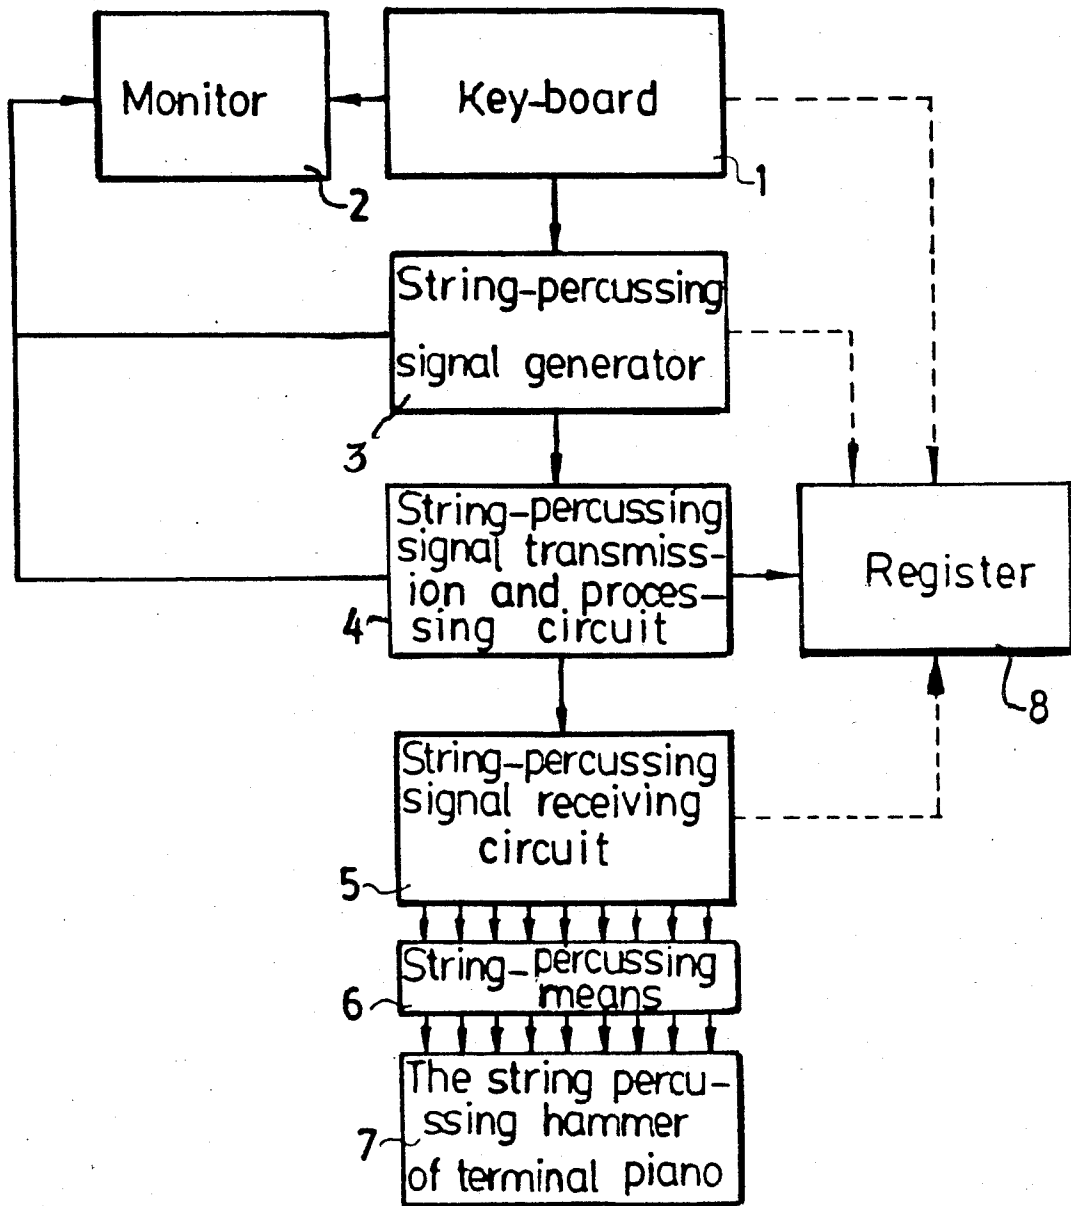 Monitor
Key-board
1
2
String-percussing
signal generator
3
String-percussing
signal transmiss-
ion and proces-
sing circuit
4
Register
8
String-percussing
signal receiving
circuit
5
String-percussing
means
6
The string percu-
ssing hammer
of terminal piano
7